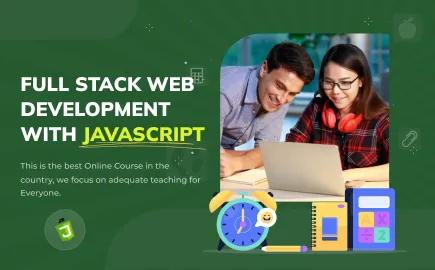 FULL STACK WEB
DEVELOPMENT
WITH JAVASCRIPT
This is the best Online Course in the
country, we focus on adequate teaching for
Everyone.
J